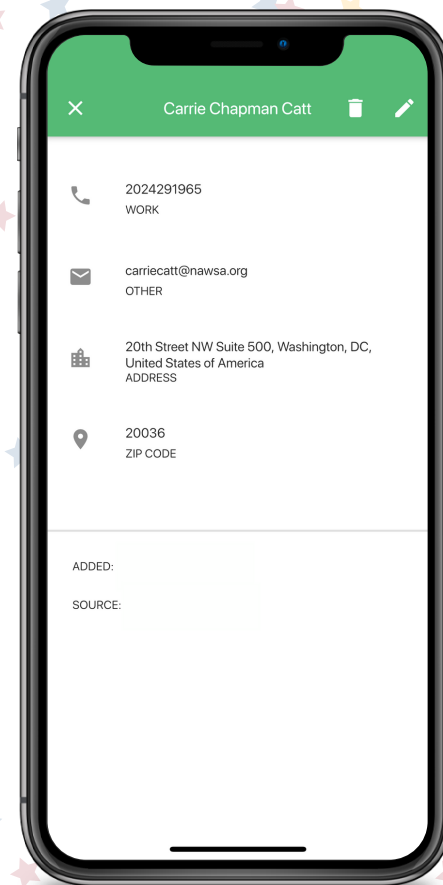 Carrie Chapman Catt
2024291965
WORK
carriecatt@nawsa.org
OTHER
20th Street NW Suite 500, Washington, DC,
United States of America
ADDRESS
20036
ZIP CODE
ADDED:
SOURCE: